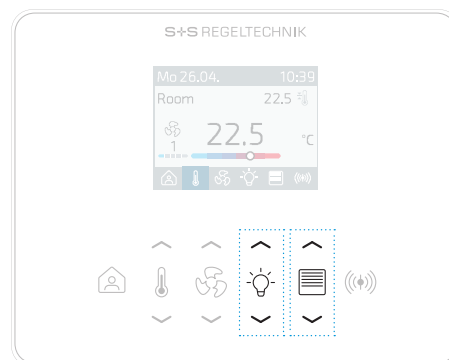 S+S REGELTECHNIK
Mo 26.04. 10:39
Room 22.5
22.5 °C
1